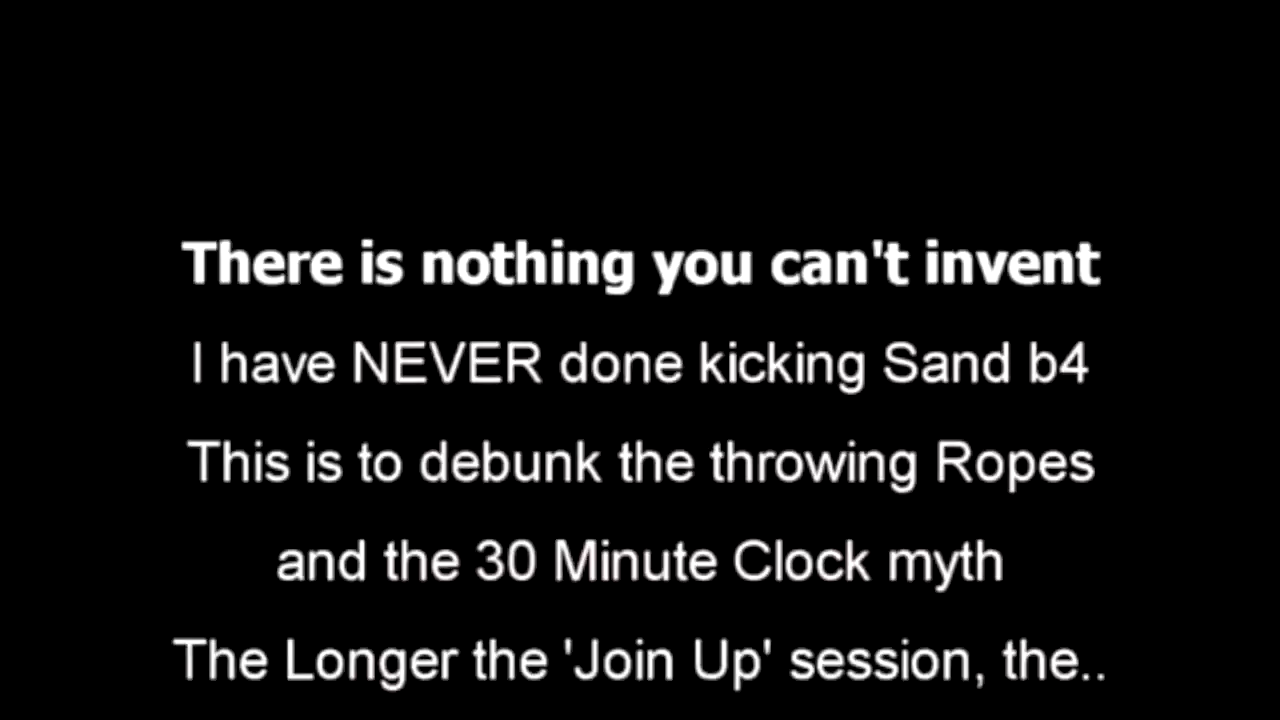 There is nothing you can't invent
I have NEVER done kicking Sand b4
This is to debunk the throwing Ropes
and the 30 Minute Clock myth
The Longer the 'Join Up' session, the..